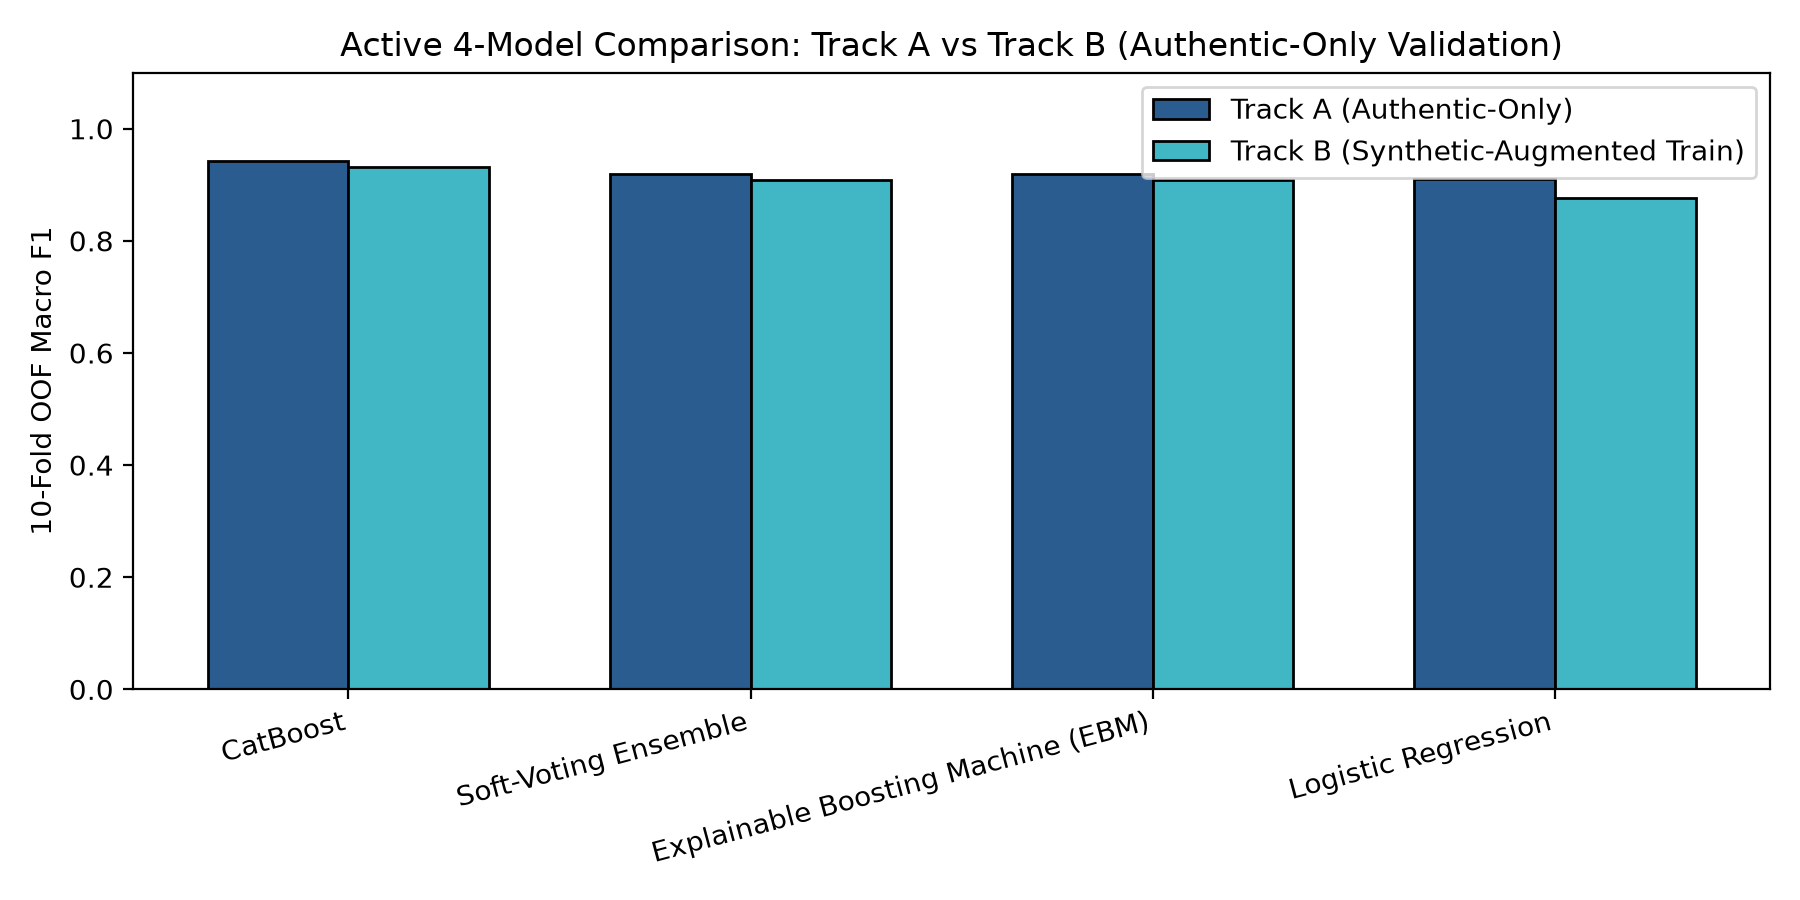 Active 4-Model Comparison: Track A vs Track B (Authentic-Only Validation)
Track A (Authentic-Only)
Track B (Synthetic-Augmented Train)
10-Fold OOF Macro F1
1.0
0.8
0.6
0.4
0.2
0.0
CatBoost
Soft-Voting Ensemble
Explainable Boosting Machine (EBM)
Logistic Regression